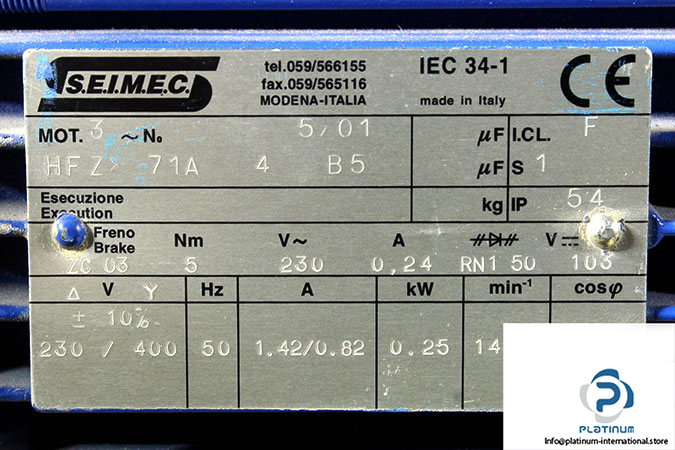 S.E.I.M.E.C.
tel.059/566155
fax.059/565116
MODENA-ITALIA
IEC 34-1
made in Italy
CE
MOT. 3 ~ No 5/01 µF I.CL. F
HFZ 71A 4 B5 µF S 1
Esecuzione
Execution kg IP 54
Freno
Brake Nm V~ A V
ZC 03 5 230 0,24 RN1 50 103
Δ V Y Hz A kW min-1 cosφ
± 10%
230 / 400 50 1.42/0.82 0.25 14
PLATINUM
Info@platinum-international.store